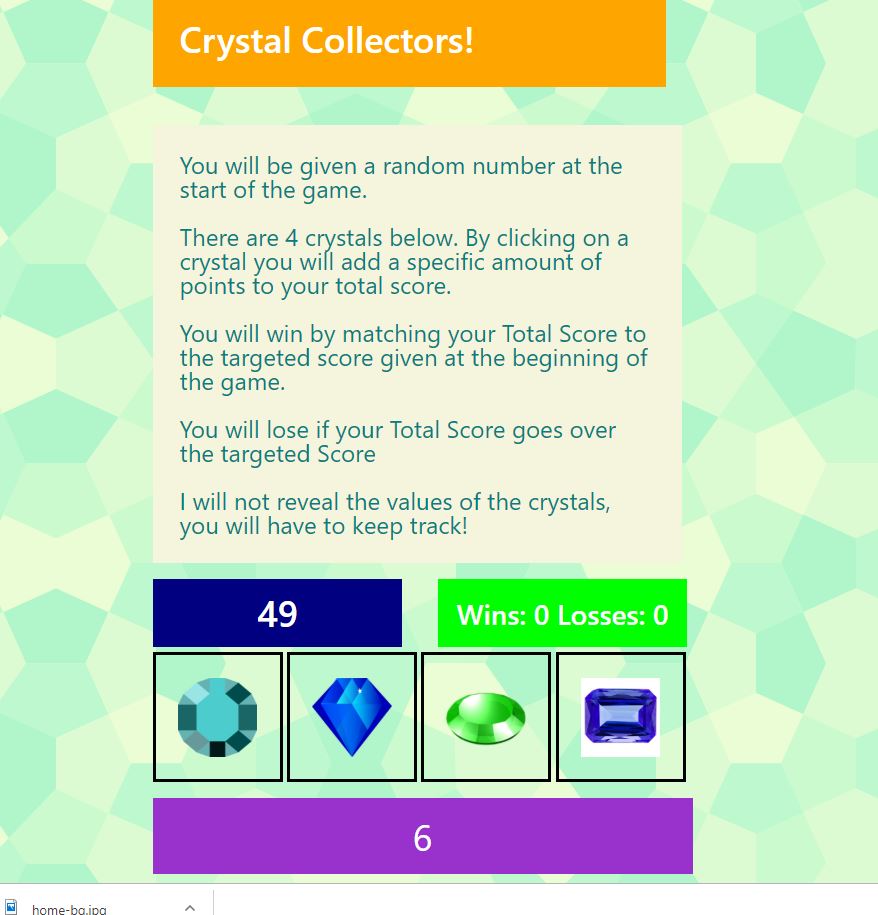 Crystal Collectors!
You will be given a random number at the
start of the game.
There are 4 crystals below. By clicking on a
crystal you will add a specific amount of
points to your total score.
You will win by matching your Total Score to
the targeted score given at the beginning of
the game.
You will lose if your Total Score goes over
the targeted Score
I will not reveal the values of the crystals,
you will have to keep track!
49
Wins: 0 Losses: 0
6
home-bg.jpg